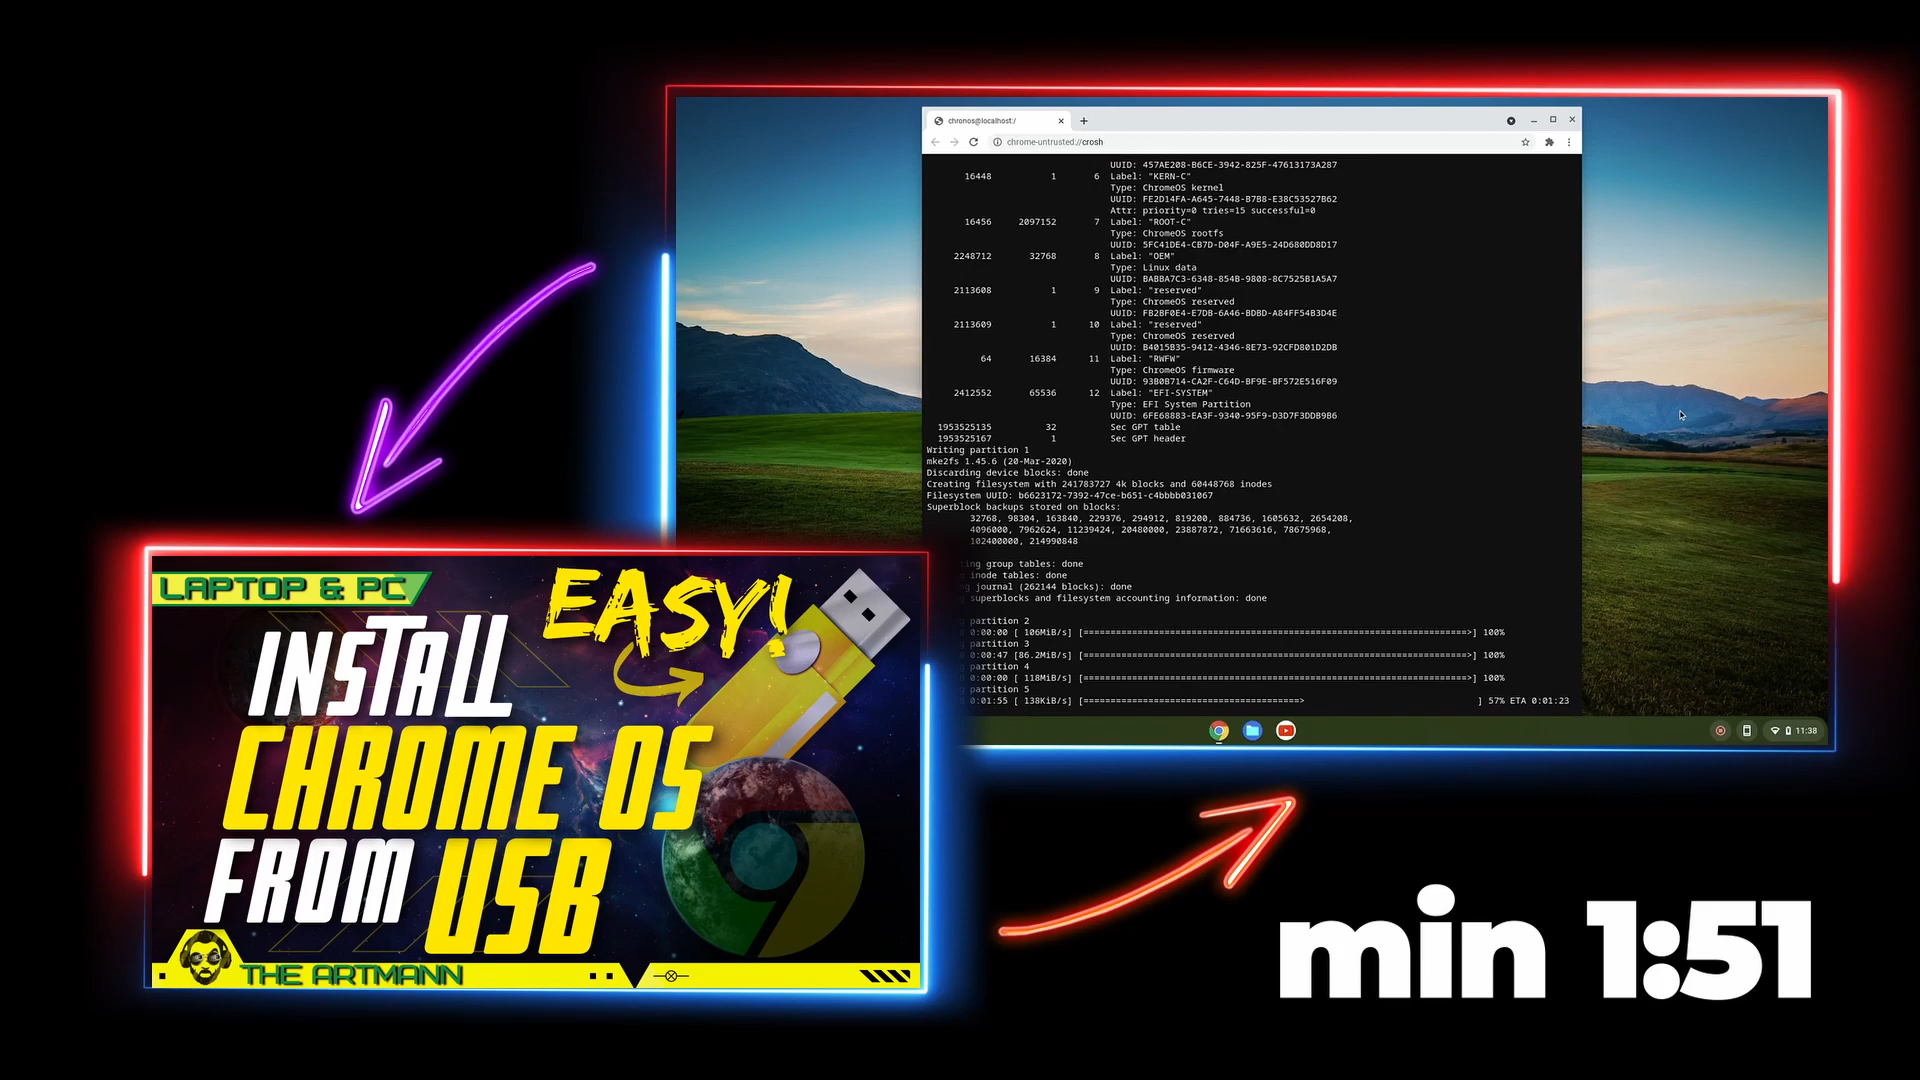 chronos@localhost:/
chrome-untrusted://crosh
UUID: 457AE208-B6CE-3942-825F-47613173A287
16448 1 6 Label: "KERN-C"
Type: ChromeOS kernel
UUID: FE2D14FA-A645-7448-B7B8-E38C53527B62
Attr: priority=0 tries=15 successful=0
16456 2097152 7 Label: "ROOT-C"
Type: ChromeOS rootfs
UUID: 5FC41DE4-CB7D-D04F-A9E5-24D680DD8D17
2248712 32768 8 Label: "OEM"
Type: Linux data
UUID: BABBA7C3-6348-854B-9808-8C7525B1A5A7
2113608 1 9 Label: "reserved"
Type: ChromeOS reserved
UUID: FB2BF0E4-E7DB-6A46-BDBD-A84FF54B3D4E
2113609 1 10 Label: "reserved"
Type: ChromeOS reserved
UUID: B4015B35-9412-4346-8E73-92CFD801D2DB
64 16384 11 Label: "RWFW"
Type: ChromeOS firmware
UUID: 93B0B714-CA2F-C64D-BF9E-BF572E516F09
2412552 65536 12 Label: "EFI-SYSTEM"
Type: EFI System Partition
UUID: 6FE68883-EA3F-9340-95F9-D3D7F3DDB9B6
1953525135 32 Sec GPT table
1953525167 1 Sec GPT header
Writing partition 1
mke2fs 1.45.6 (20-Mar-2020)
Discarding device blocks: done
Creating filesystem with 241783727 4k blocks and 60448768 inodes
Filesystem UUID: b6623172-7392-47ce-b651-c4bbbb031067
Superblock backups stored on blocks:
32768, 98304, 163840, 229376, 294912, 819200, 884736, 1605632, 2654208,
4096000, 7962624, 11239424, 20480000, 23887872, 71663616, 78675968,
102400000, 214990848
ting group tables: done
inode tables: done
journal (262144 blocks): done
superblocks and filesystem accounting information: done
partition 2
0:00:00 [ 106MiB/s] [=======================================================================>] 100%
partition 3
0:00:47 [86.2MiB/s] [=======================================================================>] 100%
partition 4
0:00:00 [ 118MiB/s] [=======================================================================>] 100%
partition 5
0:01:55 [ 138KiB/s] [========================================> ] 57% ETA 0:01:23
11:38
LAPTOP & PC
EASY!
INSTALL
CHROME OS
FROM USB
THE ARTMANN
min 1:51